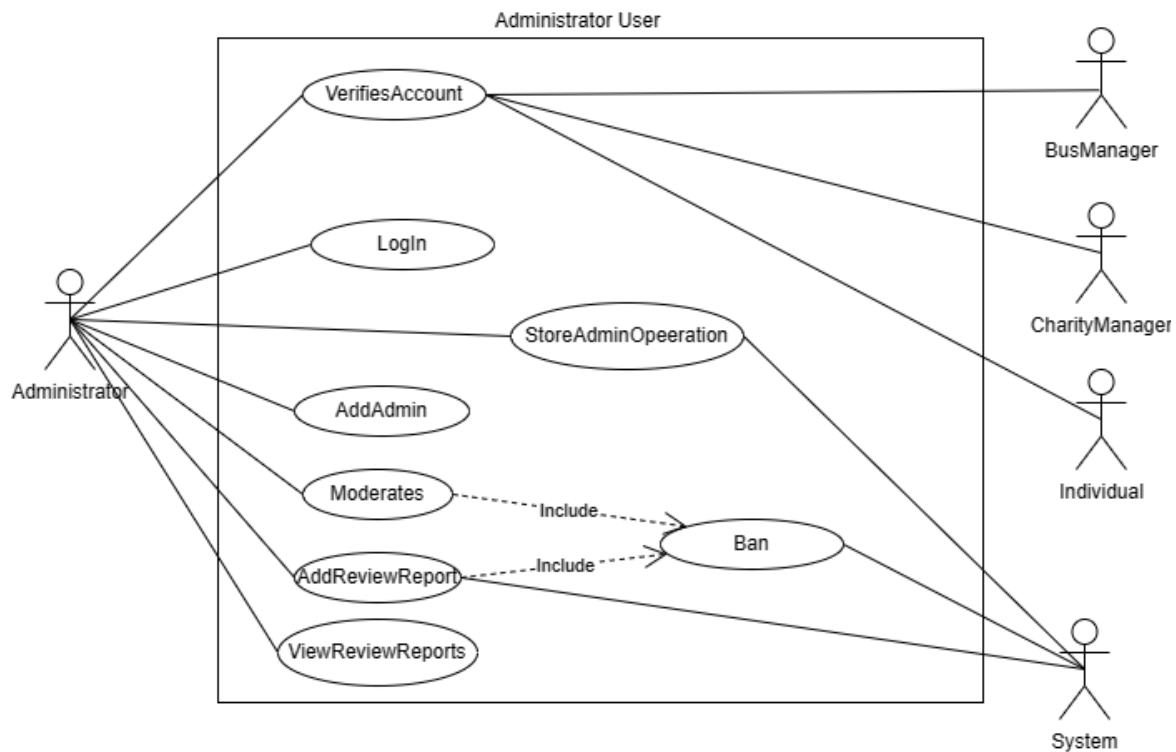 Administrator User
VerifiesAccount
BusManager
LogIn
CharityManager
StoreAdminOpeeration
Administrator
AddAdmin
Individual
Moderates
Include
Ban
Include
AddReviewReport
ViewReviewReports
System